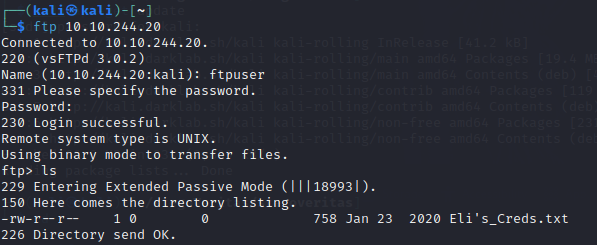 ┌──(kali㉿kali)-[~]
└─$ ftp 10.10.244.20
Connected to 10.10.244.20.
220 (vsFTPd 3.0.2)
Name (10.10.244.20:kali): ftpuser
331 Please specify the password.
Password:
230 Login successful.
Remote system type is UNIX.
Using binary mode to transfer files.
ftp> ls
229 Entering Extended Passive Mode (|||18993|).
150 Here comes the directory listing.
-rw-r--r-- 1 0 0 758 Jan 23 2020 Eli's_Creds.txt
226 Directory send OK.